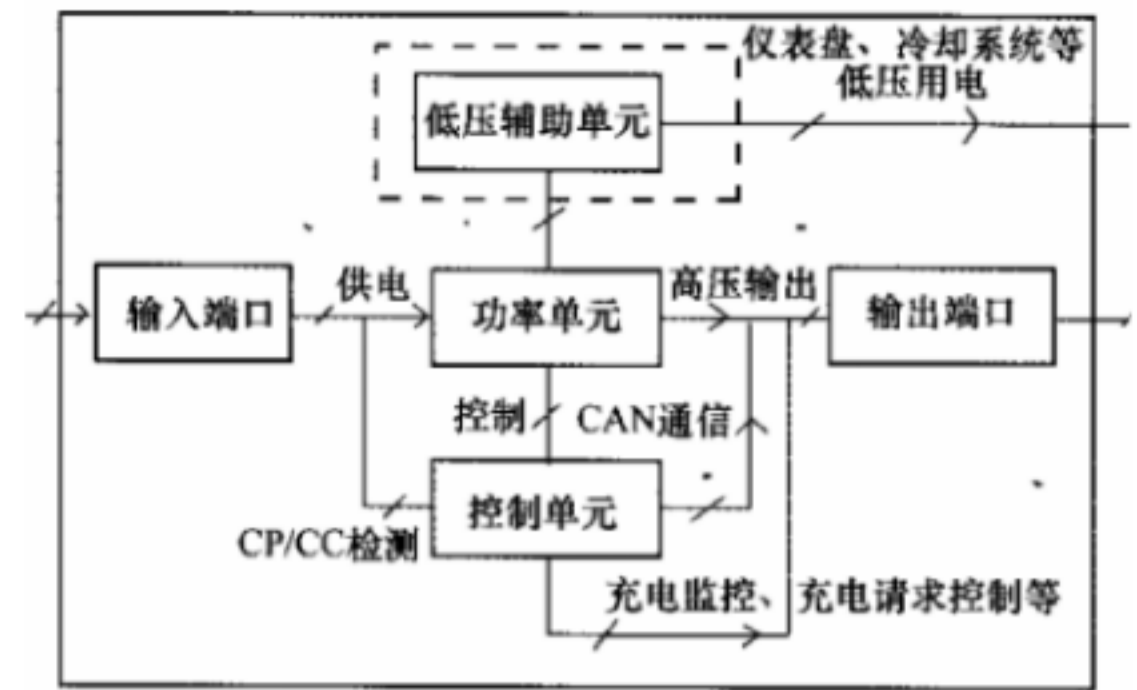 仪表盘、冷却系统等
低压用电
低压辅助单元
输入端口
供电
功率单元
高压输出
输出端口
控制
CAN通信
控制单元
CP/CC检测
充电监控、充电请求控制等